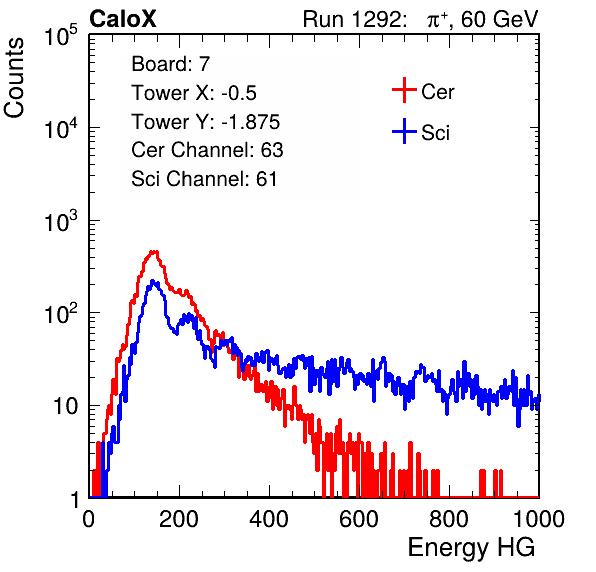 CaloX Run 1292: π⁺, 60 GeV
Counts
10⁵
10⁴
10³
10²
10
1
Board: 7
Tower X: -0.5
Tower Y: -1.875
Cer Channel: 63
Sci Channel: 61
Cer
Sci
0 200 400 600 800 1000
Energy HG